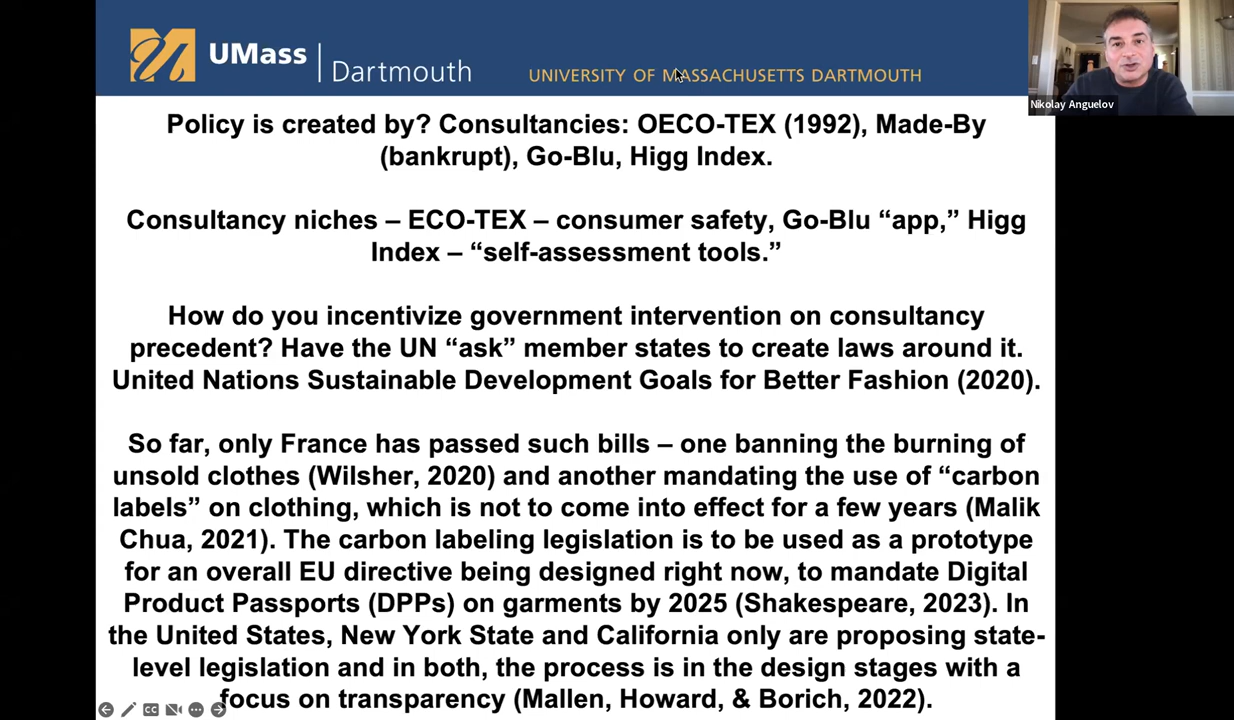 UMass
Dartmouth
UNIVERSITY OF MASSACHUSETTS DARTMOUTH
Nikolay Anguelov
Policy is created by? Consultancies: OECO-TEX (1992), Made-By
(bankrupt), Go-Blu, Higg Index.
Consultancy niches – ECO-TEX – consumer safety, Go-Blu “app,” Higg
Index – “self-assessment tools.”
How do you incentivize government intervention on consultancy
precedent? Have the UN “ask” member states to create laws around it.
United Nations Sustainable Development Goals for Better Fashion (2020).
So far, only France has passed such bills – one banning the burning of
unsold clothes (Wilsher, 2020) and another mandating the use of “carbon
labels” on clothing, which is not to come into effect for a few years (Malik
Chua, 2021). The carbon labeling legislation is to be used as a prototype
for an overall EU directive being designed right now, to mandate Digital
Product Passports (DPPs) on garments by 2025 (Shakespeare, 2023). In
the United States, New York State and California only are proposing state-
level legislation and in both, the process is in the design stages with a
focus on transparency (Mallen, Howard, & Borich, 2022).
CC